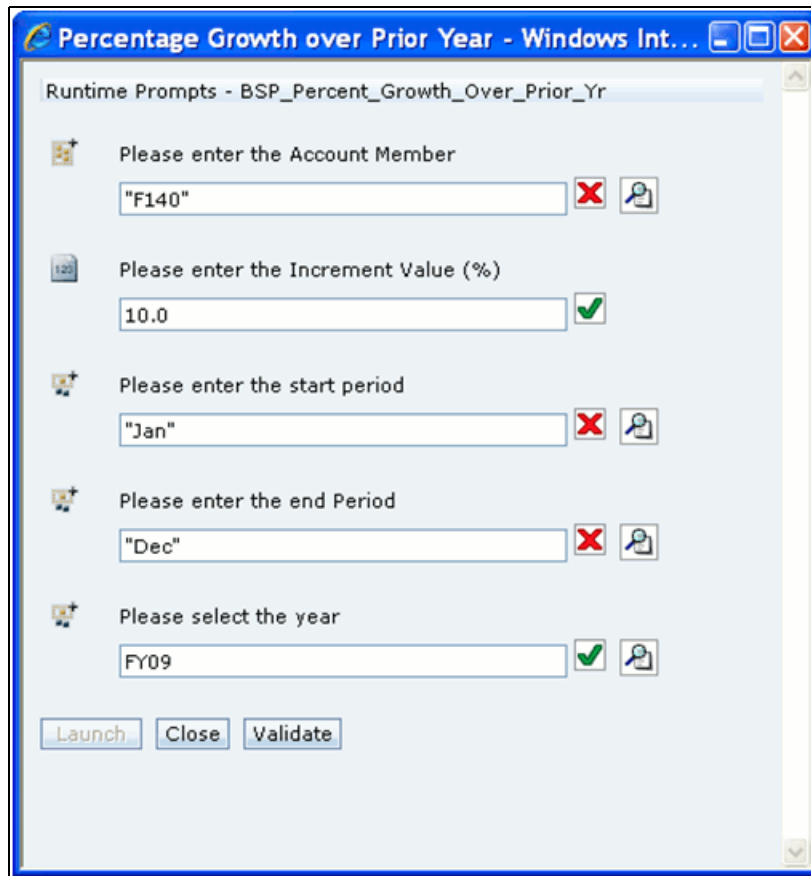 Percentage Growth over Prior Year - Windows Int...
Runtime Prompts - BSP_Percent_Growth_Over_Prior_Yr
Please enter the Account Member
"F140"
123
Please enter the Increment Value (%)
10.0
Please enter the start period
"Jan"
Please enter the end Period
"Dec"
Please select the year
FY09
Launch Close Validate